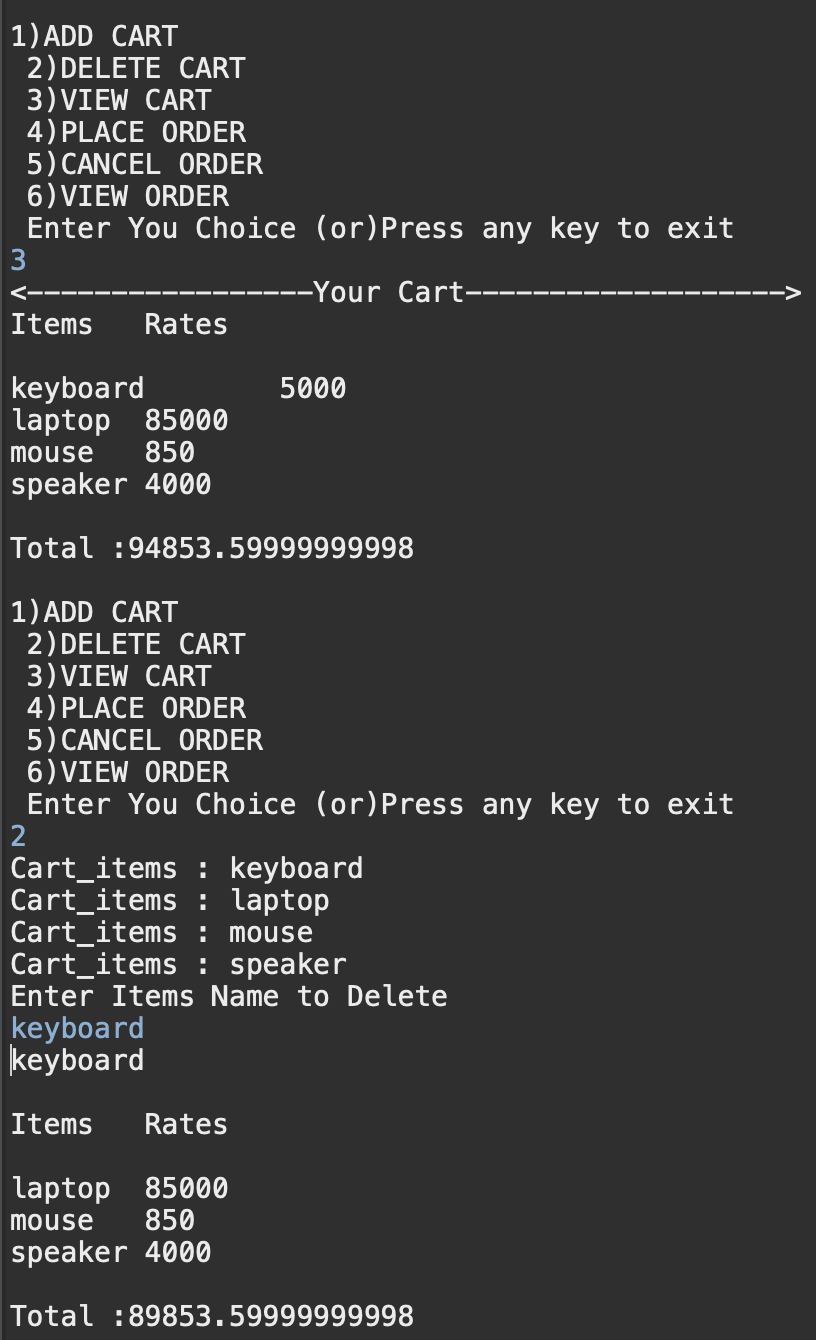 1)ADD CART
2)DELETE CART
3)VIEW CART
4)PLACE ORDER
5)CANCEL ORDER
6)VIEW ORDER
Enter You Choice (or)Press any key to exit
3
<-----------------Your Cart------------------->
Items   Rates
keyboard        5000
laptop  85000
mouse   850
speaker 4000
Total :94853.59999999998
1)ADD CART
2)DELETE CART
3)VIEW CART
4)PLACE ORDER
5)CANCEL ORDER
6)VIEW ORDER
Enter You Choice (or)Press any key to exit
2
Cart_items : keyboard
Cart_items : laptop
Cart_items : mouse
Cart_items : speaker
Enter Items Name to Delete
keyboard
keyboard
Items   Rates
laptop  85000
mouse   850
speaker 4000
Total :89853.59999999998